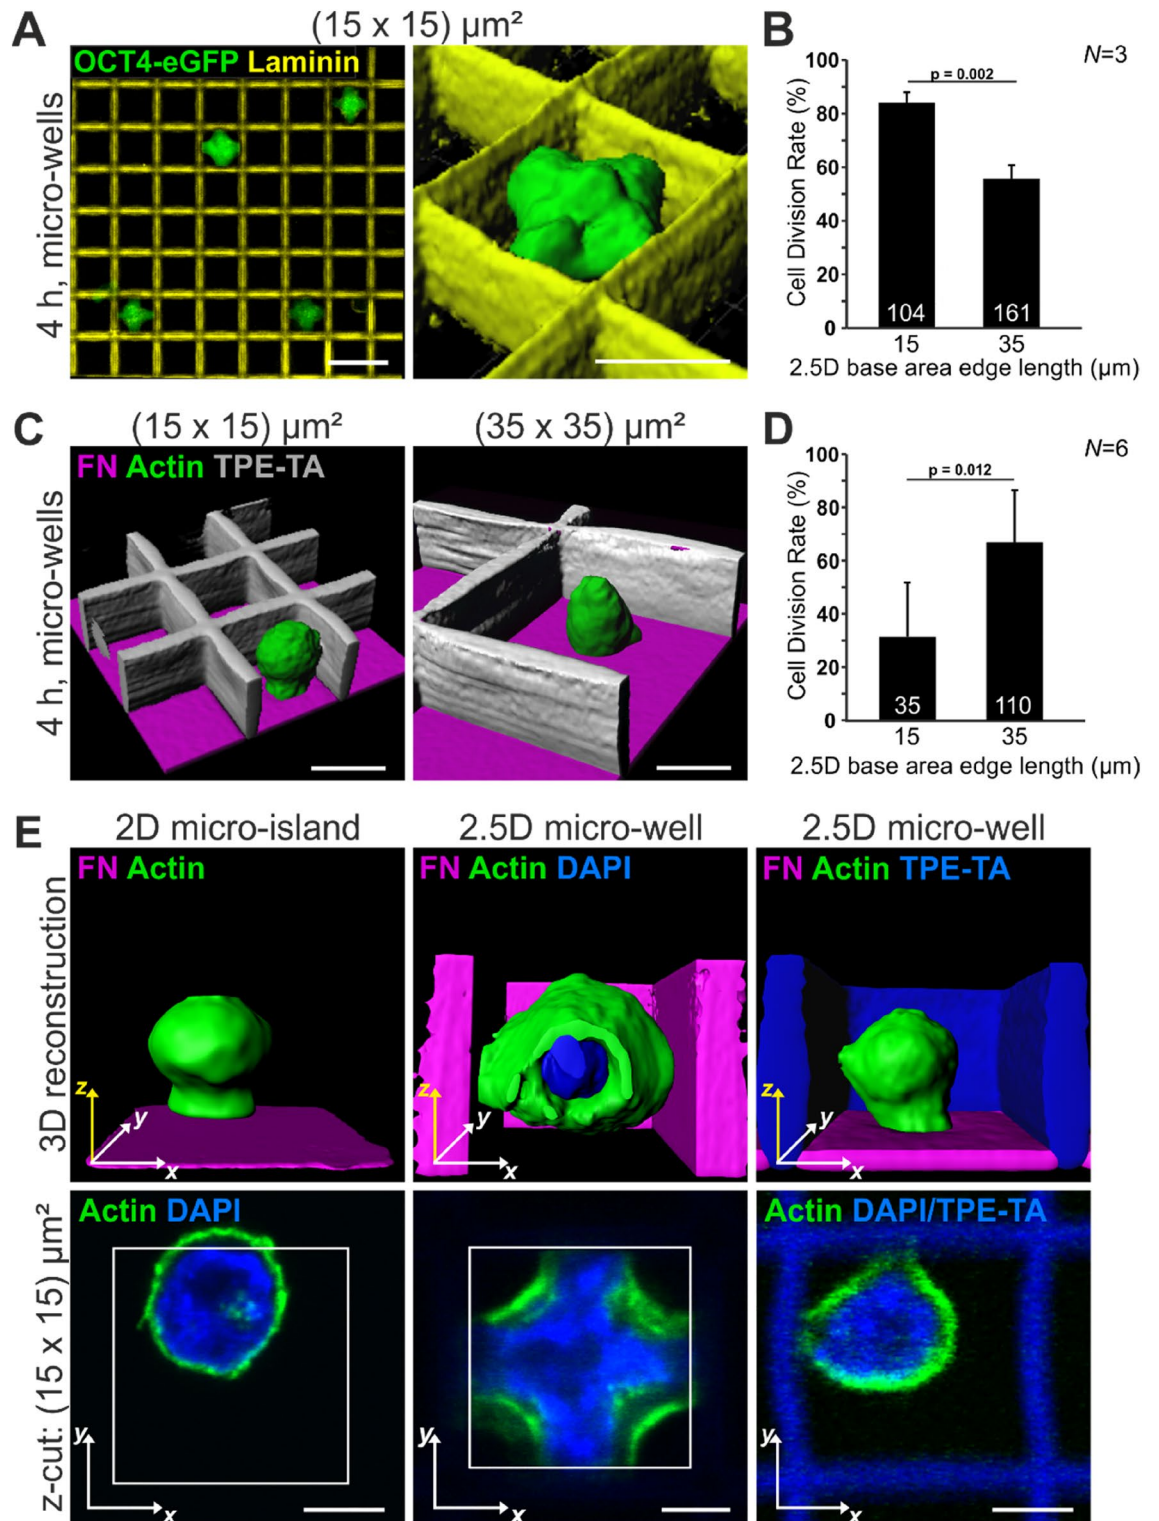 A
(15 x 15) µm²
4 h, micro-wells
OCT4-eGFP Laminin
B
N=3
p = 0.002
Cell Division Rate (%)
100
80
60
40
20
0
104
161
15
35
2.5D base area edge length (µm)
C
(15 x 15) µm²
(35 x 35) µm²
4 h, micro-wells
FN Actin TPE-TA
D
N=6
p = 0.012
Cell Division Rate (%)
100
80
60
40
20
0
35
110
15
35
2.5D base area edge length (µm)
E
2D micro-island
2.5D micro-well
2.5D micro-well
3D reconstruction
FN Actin
z
y
x
FN Actin DAPI
z
y
x
FN Actin TPE-TA
z
y
x
z-cut: (15 x 15) µm²
Actin DAPI
y
x
y
x
Actin DAPI/TPE-TA
y
x